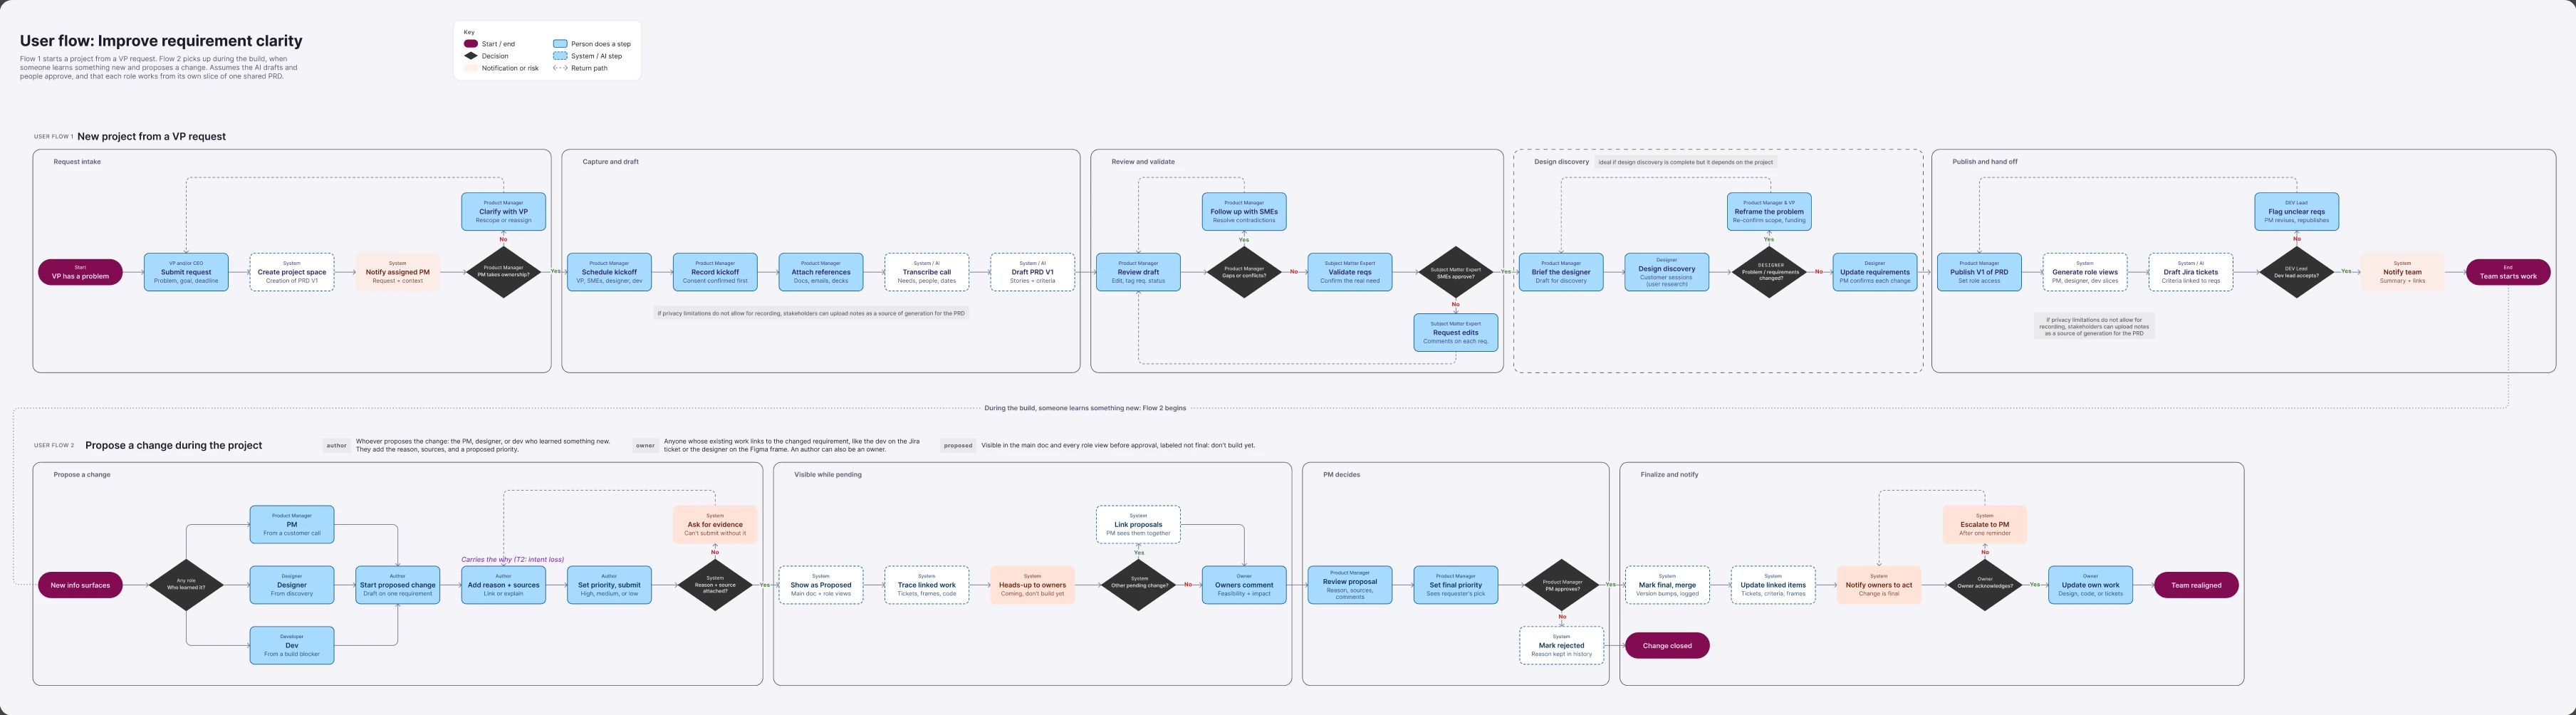 User flow: Improve requirement clarity
Flow 1 starts a project from a VP request. Flow 2 picks up during the build, when
someone learns something new and proposes a change. Assumes the AI drafts and
people approve, and that each role works from its own slice of one shared PRD.
Key
Start / end
Person does a step
Decision
System / AI step
Notification or risk
Return path
USER FLOW 1 New project from a VP request
Request intake
Start
VP has a problem
VP and/or CEO
Submit request
Problem, goal, deadline
System
Create project space
Creation of PRD V1
System
Notify assigned PM
Request + context
Product Manager
PM takes ownership?
No
Product Manager
Clarify with VP
Rescope or reassign
Yes
Capture and draft
Product Manager
Schedule kickoff
VP, SMEs, designer, dev
Product Manager
Record kickoff
Consent confirmed first
Product Manager
Attach references
Docs, emails, decks
System / AI
Transcribe call
Needs, people, dates
System / AI
Draft PRD V1
Stories + criteria
if privacy limitations do not allow for recording, stakeholders can upload notes as a source of generation for the PRD
Review and validate
Product Manager
Review draft
Edit, tag req. status
Product Manager
Gaps or conflicts?
Yes
Product Manager
Follow up with SMEs
Resolve contradictions
No
Subject Matter Expert
Validate reqs
Confirm the real need
Subject Matter Expert
SMEs approve?
No
Subject Matter Expert
Request edits
Comments on each req.
Yes
Design discovery
ideal if design discovery is complete but it depends on the project
Product Manager
Brief the designer
Draft for discovery
Designer
Design discovery
Customer sessions
(user research)
DESIGNER
Problem / requirements
changed?
Yes
Product Manager & VP
Reframe the problem
Re-confirm scope, funding
No
Designer
Update requirements
PM confirms each change
Publish and hand off
Product Manager
Publish V1 of PRD
Set role access
System
Generate role views
PM, designer, dev slices
System / AI
Draft Jira tickets
Criteria linked to reqs
DEV Lead
Dev lead accepts?
No
DEV Lead
Flag unclear reqs
PM revises, republishes
Yes
System
Notify team
Summary + links
End
Team starts work
if privacy limitations do not allow for
recording, stakeholders can upload notes
as a source of generation for the PRD
During the build, someone learns something new: Flow 2 begins
USER FLOW 2 Propose a change during the project
author
Whoever proposes the change: the PM, designer, or dev who learned something new.
They add the reason, sources, and a proposed priority.
owner
Anyone whose existing work links to the changed requirement, like the dev on the Jira
ticket or the designer on the Figma frame. An author can also be an owner.
proposed
Visible in the main doc and every role view before approval, labeled not final: don't build yet.
Propose a change
New info surfaces
Any role
Who learned it?
Product Manager
PM
From a customer call
Designer
Designer
From discovery
Developer
Dev
From a build blocker
Author
Start proposed change
Draft on one requirement
Carries the why (T2: intent loss)
Author
Add reason + sources
Link or explain
Author
Set priority, submit
High, medium, or low
System
Reason + source
attached?
No
System
Ask for evidence
Can't submit without it
Yes
Visible while pending
System
Show as Proposed
Main doc + role views
System
Trace linked work
Tickets, frames, code
System
Heads-up to owners
Coming, don't build yet
System
Other pending change?
Yes
System
Link proposals
PM sees them together
No
Owner
Owners comment
Feasibility + impact
PM decides
Product Manager
Review proposal
Reason, sources,
comments
Product Manager
Set final priority
Sees requester's pick
Product Manager
PM approves?
No
System
Mark rejected
Reason kept in history
Yes
Finalize and notify
System
Mark final, merge
Version bumps, logged
System
Update linked items
Tickets, criteria, frames
System
Notify owners to act
Change is final
Owner
Owner acknowledges?
No
System
Escalate to PM
After one reminder
Yes
Owner
Update own work
Design, code, or tickets
Team realigned
Change closed